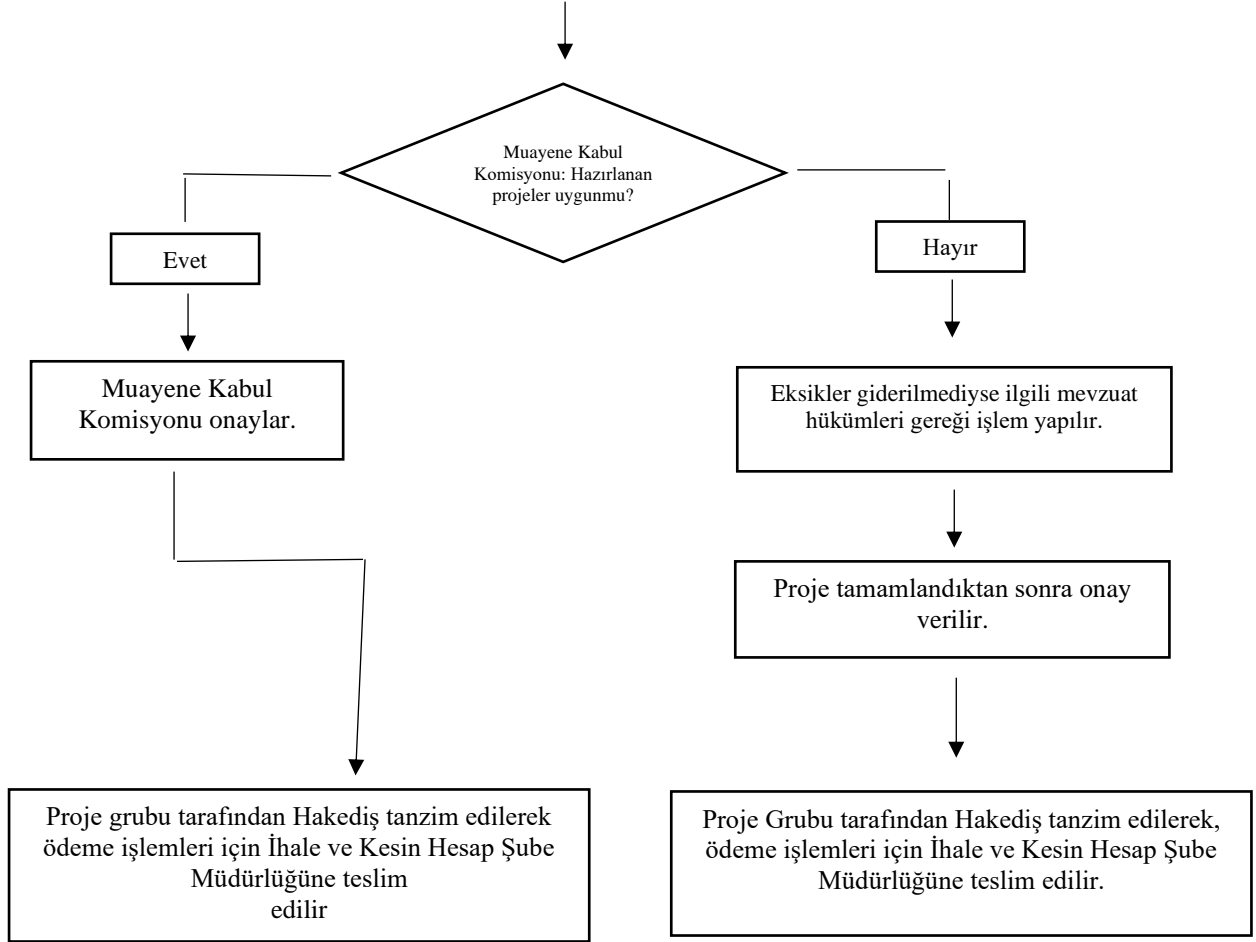 Muayene Kabul
Komisyonu: Hazırlanan
projeler uygunmu?
Evet
Hayır
Muayene Kabul
Komisyonu onaylar.
Eksikler giderilmediyse ilgili mevzuat
hükümleri gereği işlem yapılır.
Proje tamamlandıktan sonra onay
verilir.
Proje grubu tarafından Hakediş tanzim edilerek
ödeme işlemleri için İhale ve Kesin Hesap Şube
Müdürlüğüne teslim
edilir
Proje Grubu tarafından Hakediş tanzim edilerek,
ödeme işlemleri için İhale ve Kesin Hesap Şube
Müdürlüğüne teslim edilir.